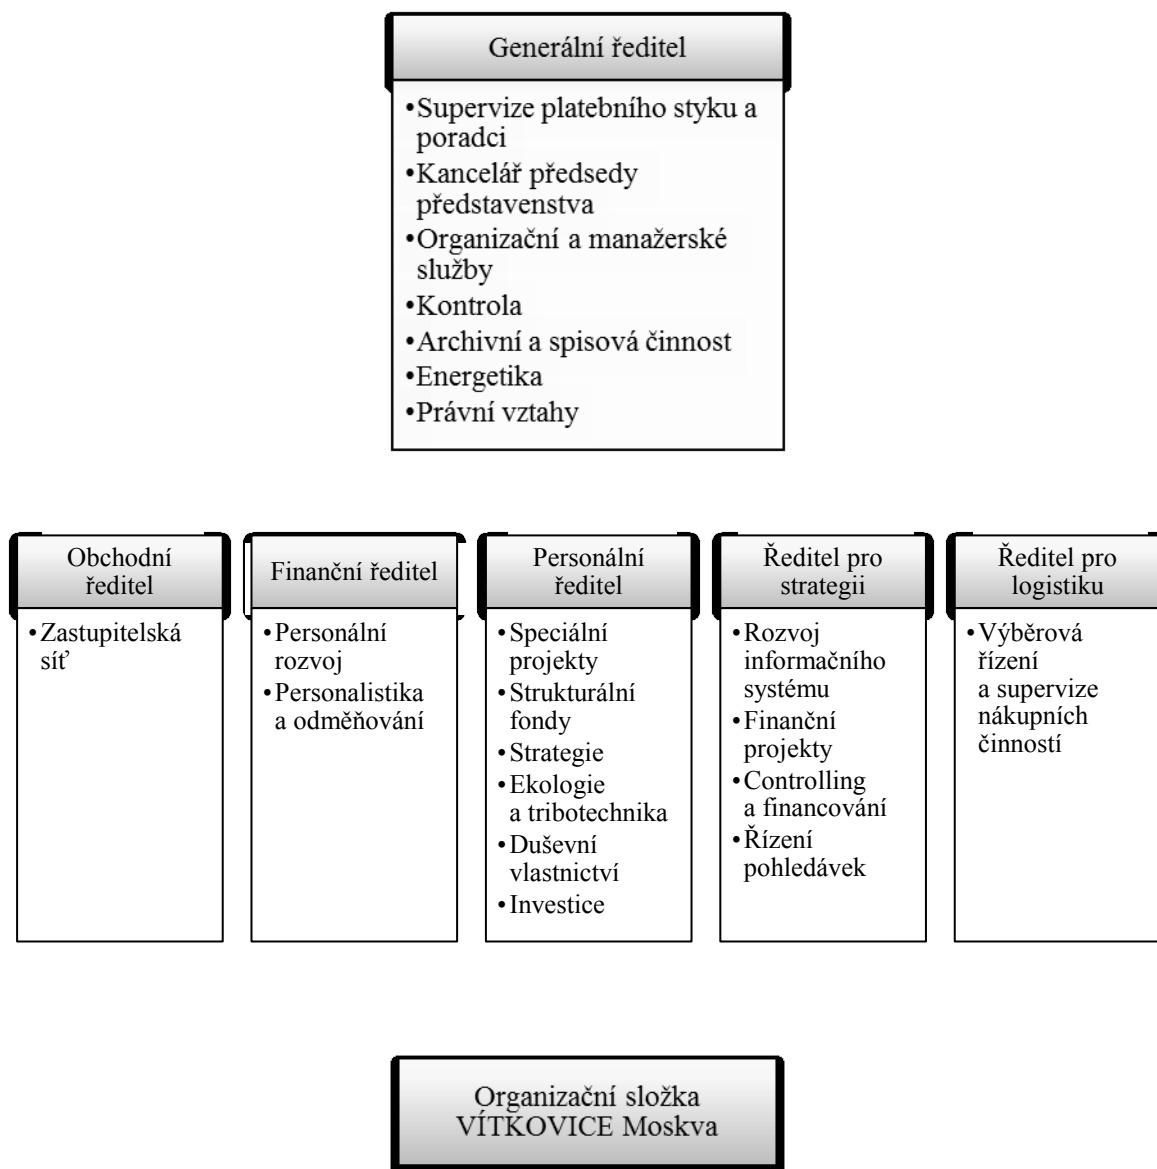 Generální ředitel
•Supervize platebního styku a
poradci
•Kancelář předsedy
představenstva
•Organizační a manažerské
služby
•Kontrola
•Archivní a spisová činnost
•Energetika
•Právní vztahy
Obchodní
ředitel
• Zastupitelská
síť
Finanční ředitel
• Personální
rozvoj
• Personalistika
a odměňování
Personální
ředitel
• Speciální
projekty
• Strukturální
fondy
• Strategie
• Ekologie
a tribotechnika
• Duševní
vlastnictví
• Investice
Ředitel pro
strategii
• Rozvoj
informačního
systému
• Finanční
projekty
• Controlling
a financování
• Řízení
pohledávek
Ředitel pro
logistiku
• Výběrová
řízení
a supervize
nákupních
činností
Organizační složka
VÍTKOVICE Moskva